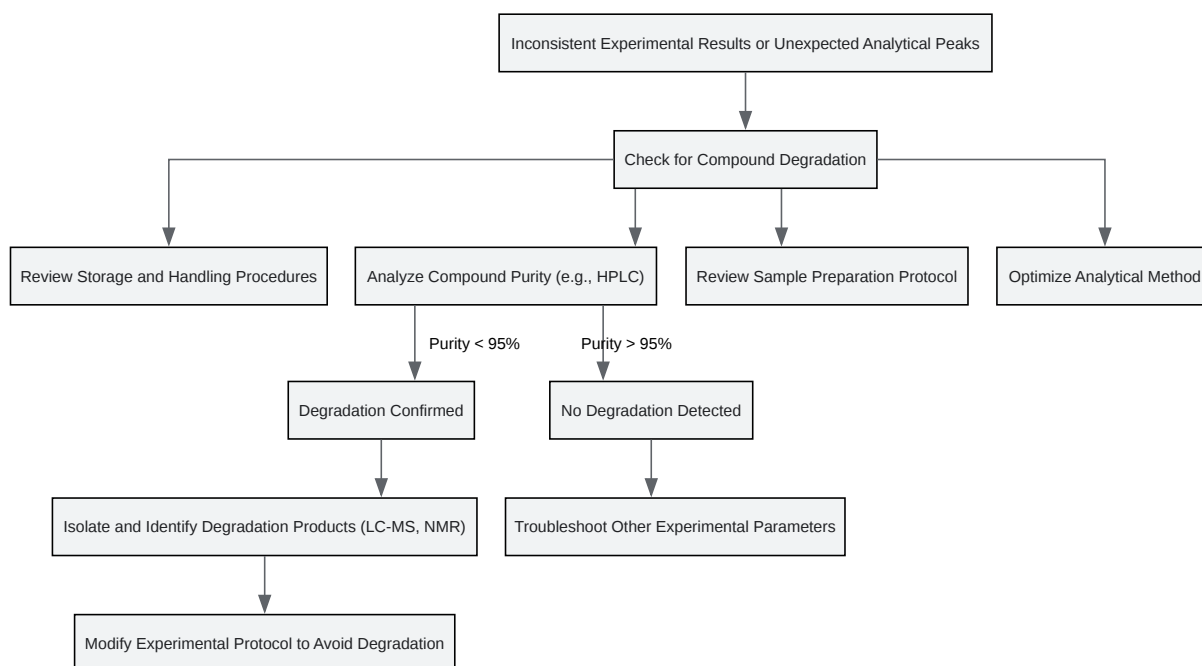 Inconsistent Experimental Results or Unexpected Analytical Peaks
Check for Compound Degradation
Review Storage and Handling Procedures
Analyze Compound Purity (e.g., HPLC)
Review Sample Preparation Protocol
Optimize Analytical Method
Purity < 95%
Purity > 95%
Degradation Confirmed
No Degradation Detected
Isolate and Identify Degradation Products (LC-MS, NMR)
Troubleshoot Other Experimental Parameters
Modify Experimental Protocol to Avoid Degradation